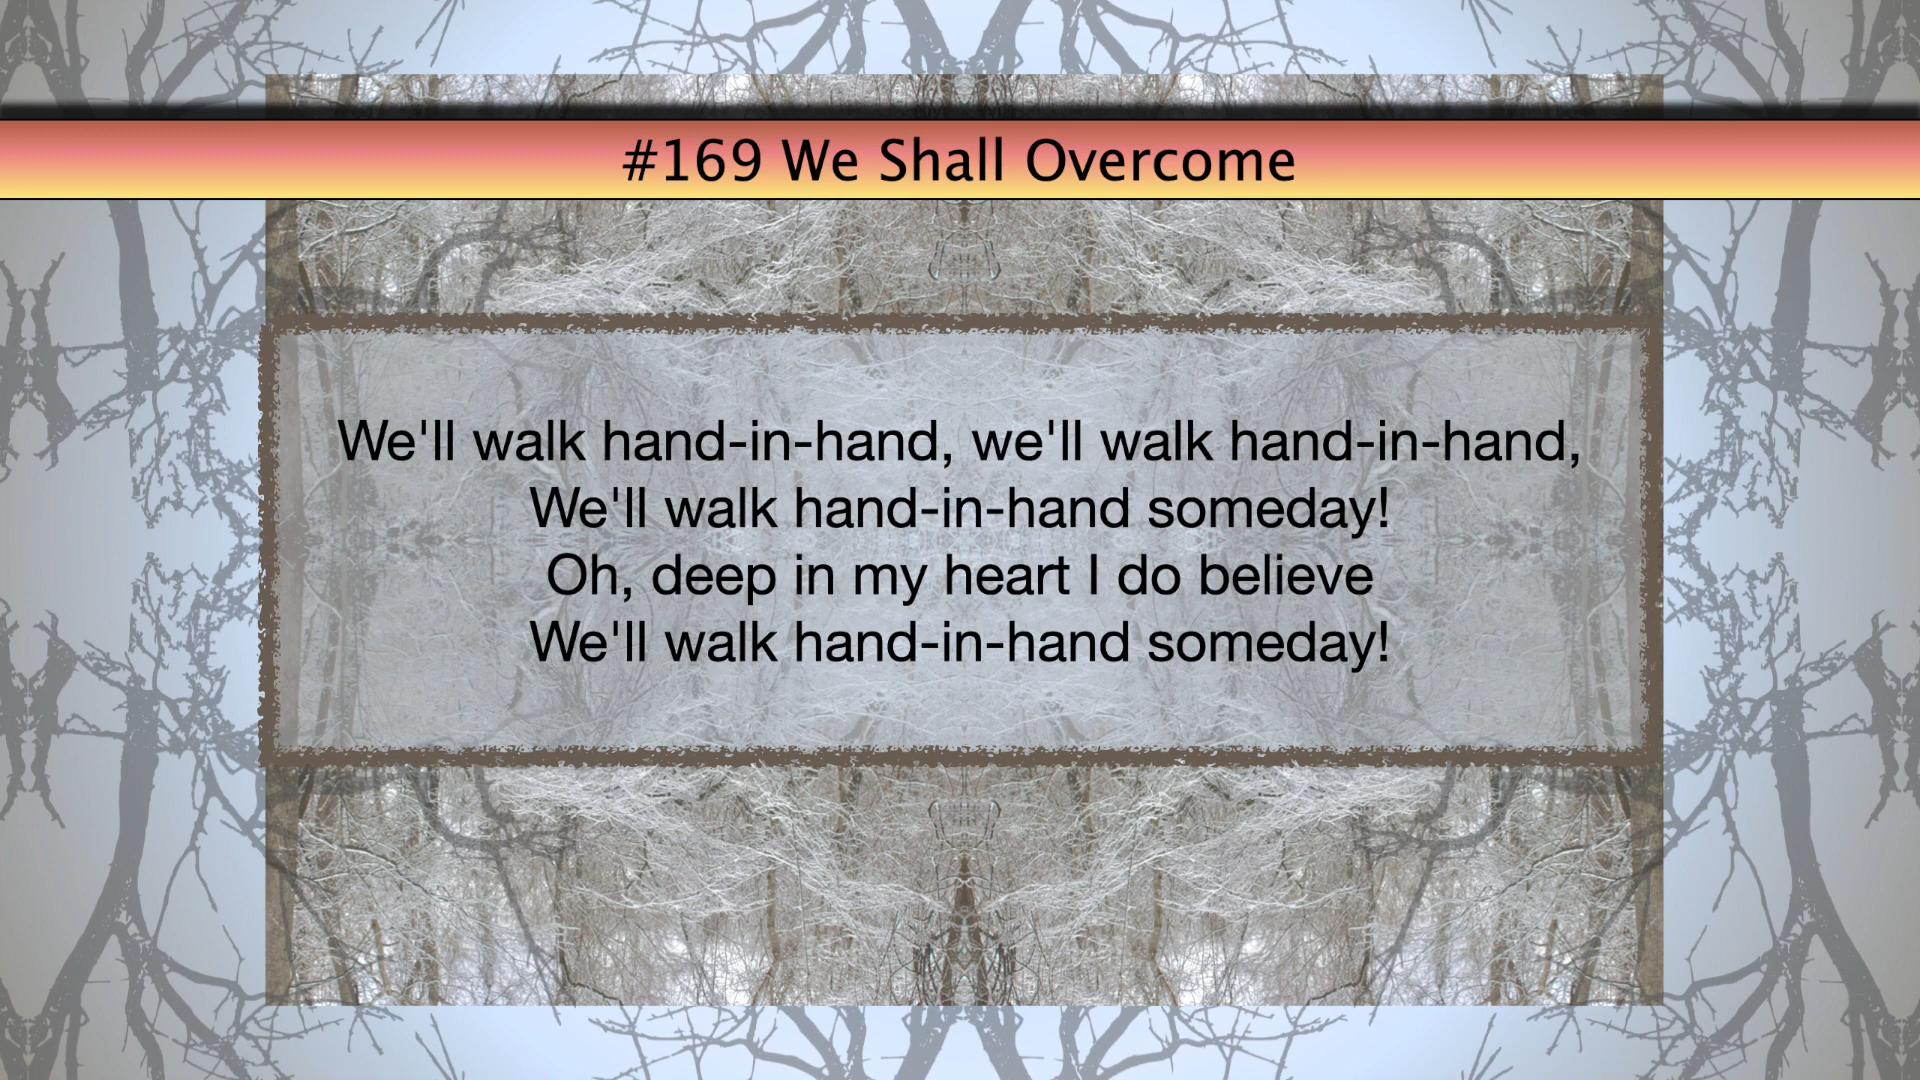 #169 We Shall Overcome
We'll walk hand-in-hand, we'll walk hand-in-hand,
We'll walk hand-in-hand someday!
Oh, deep in my heart I do believe
We'll walk hand-in-hand someday!